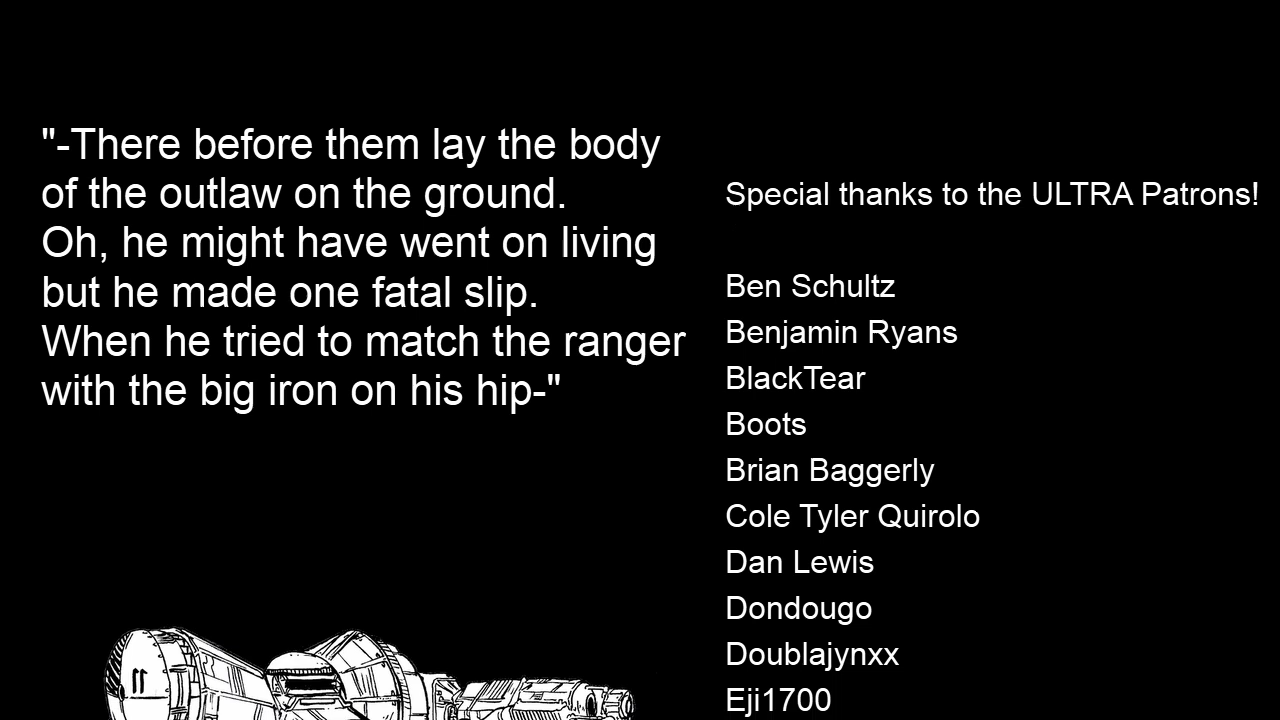 "-There before them lay the body
of the outlaw on the ground.
Oh, he might have went on living
but he made one fatal slip.
When he tried to match the ranger
with the big iron on his hip-"
Special thanks to the ULTRA Patrons!
Ben Schultz
Benjamin Ryans
BlackTear
Boots
Brian Baggerly
Cole Tyler Quirolo
Dan Lewis
Dondougo
Doublajynxx
Eji1700